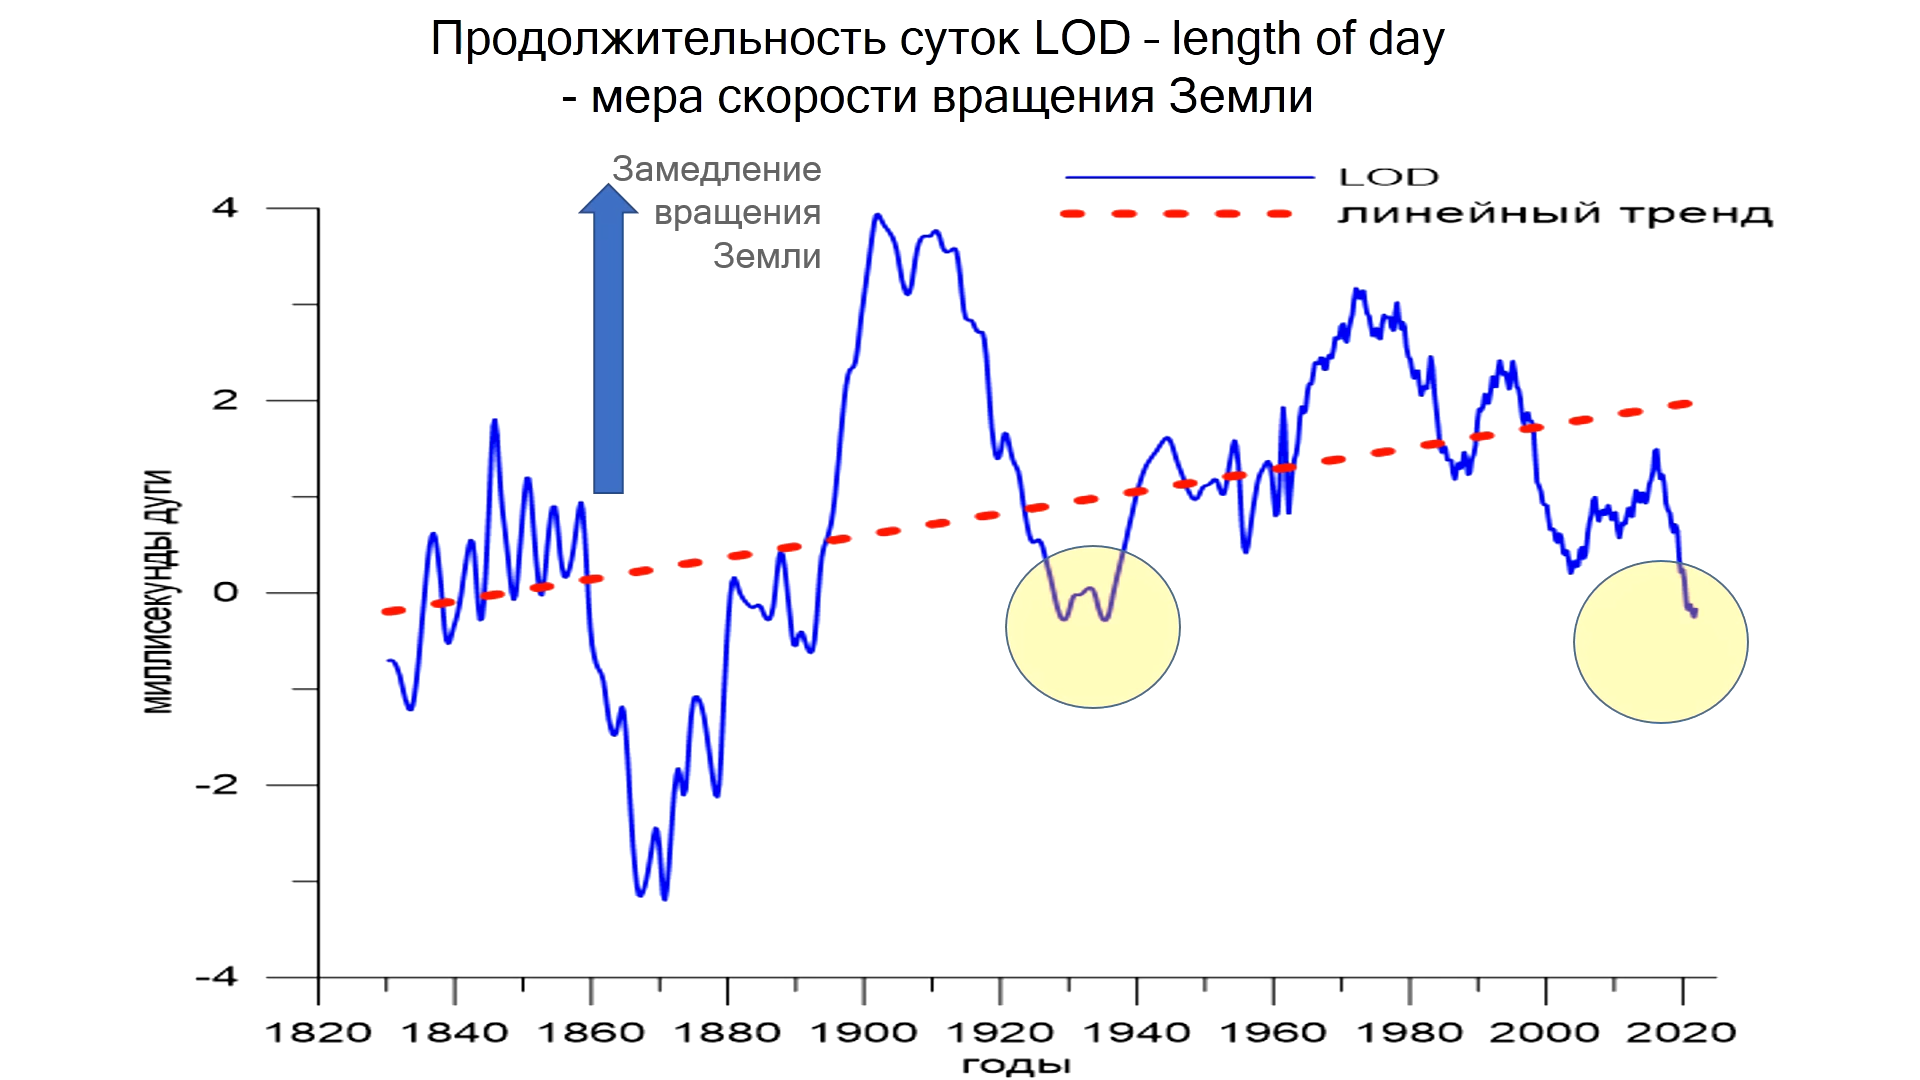 Продолжительность суток LOD – length of day
- мера скорости вращения Земли
Замедление
вращения
Земли
LOD
линейный тренд
4
2
0
-2
-4
миллисекунды дуги
1820 1840 1860 1880 1900 1920 1940 1960 1980 2000 2020
годы